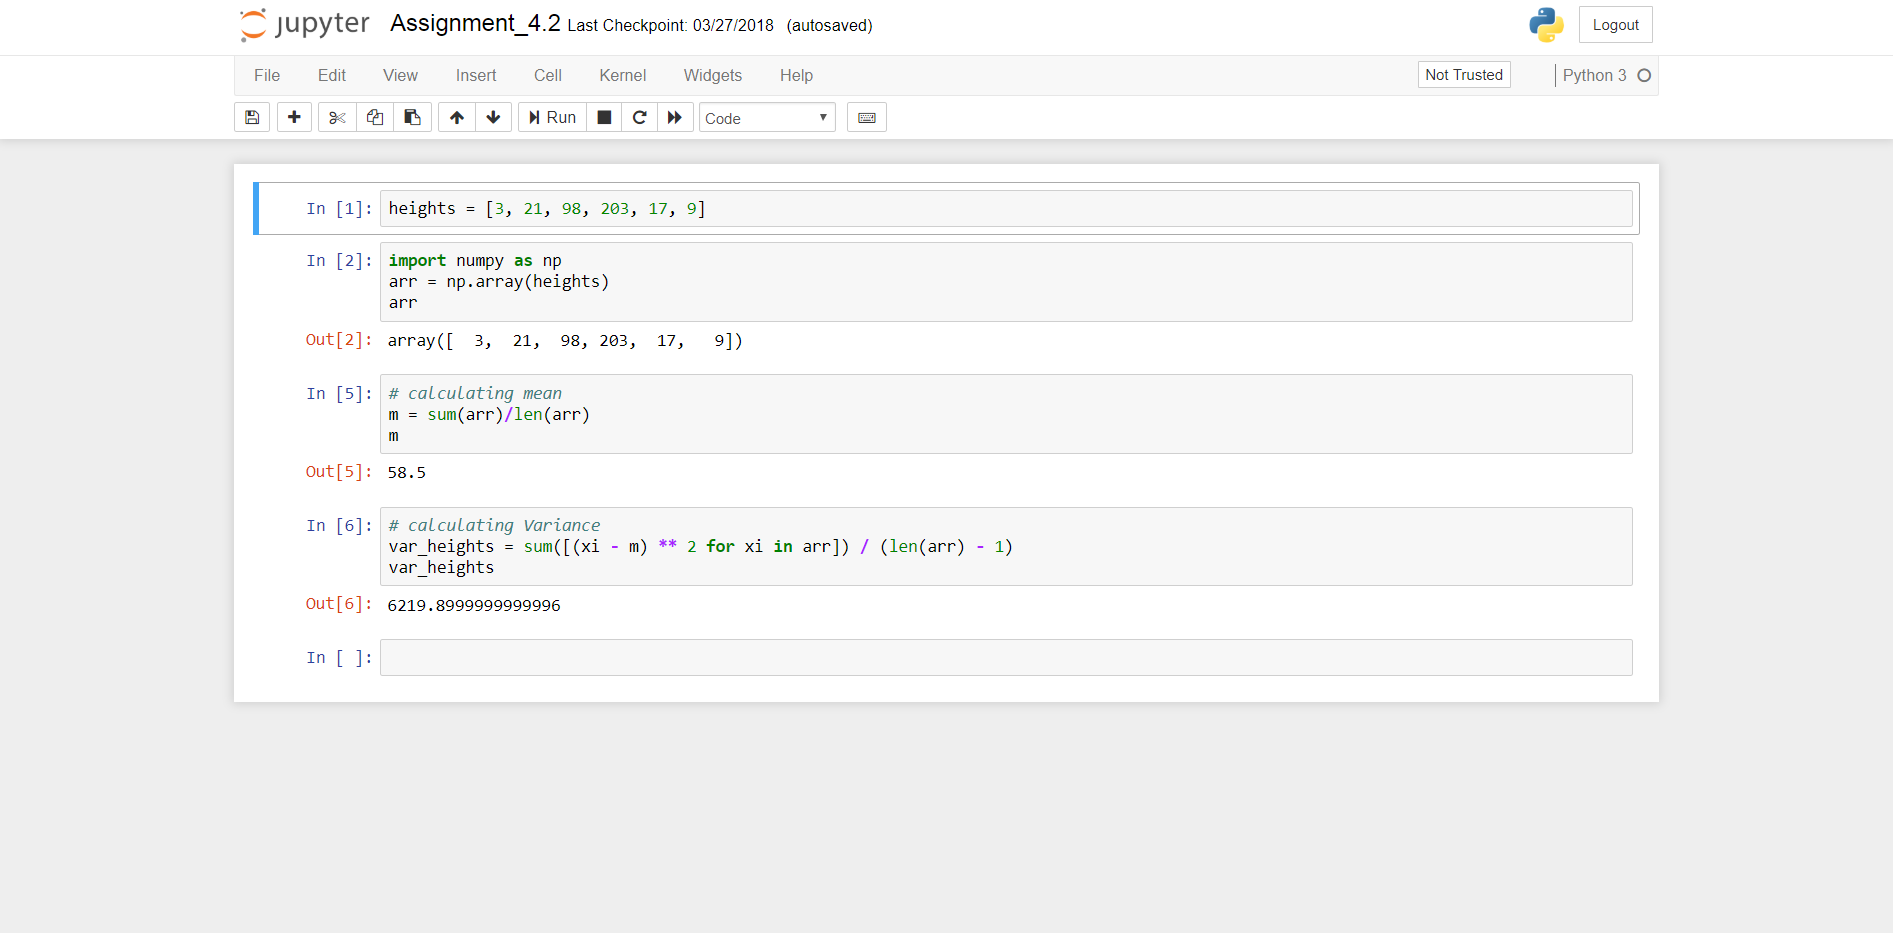 jupyter Assignment_4.2 Last Checkpoint: 03/27/2018 (autosaved) Logout
File Edit View Insert Cell Kernel Widgets Help Not Trusted Python 3
Run Code
In [1]: heights = [3, 21, 98, 203, 17, 9]
In [2]: import numpy as np
arr = np.array(heights)
arr
Out[2]: array([  3,  21,  98, 203,  17,   9])
In [5]: # calculating mean
m = sum(arr)/len(arr)
m
Out[5]: 58.5
In [6]: # calculating Variance
var_heights = sum([(xi - m) ** 2 for xi in arr]) / (len(arr) - 1)
var_heights
Out[6]: 6219.8999999999996
In [ ]: